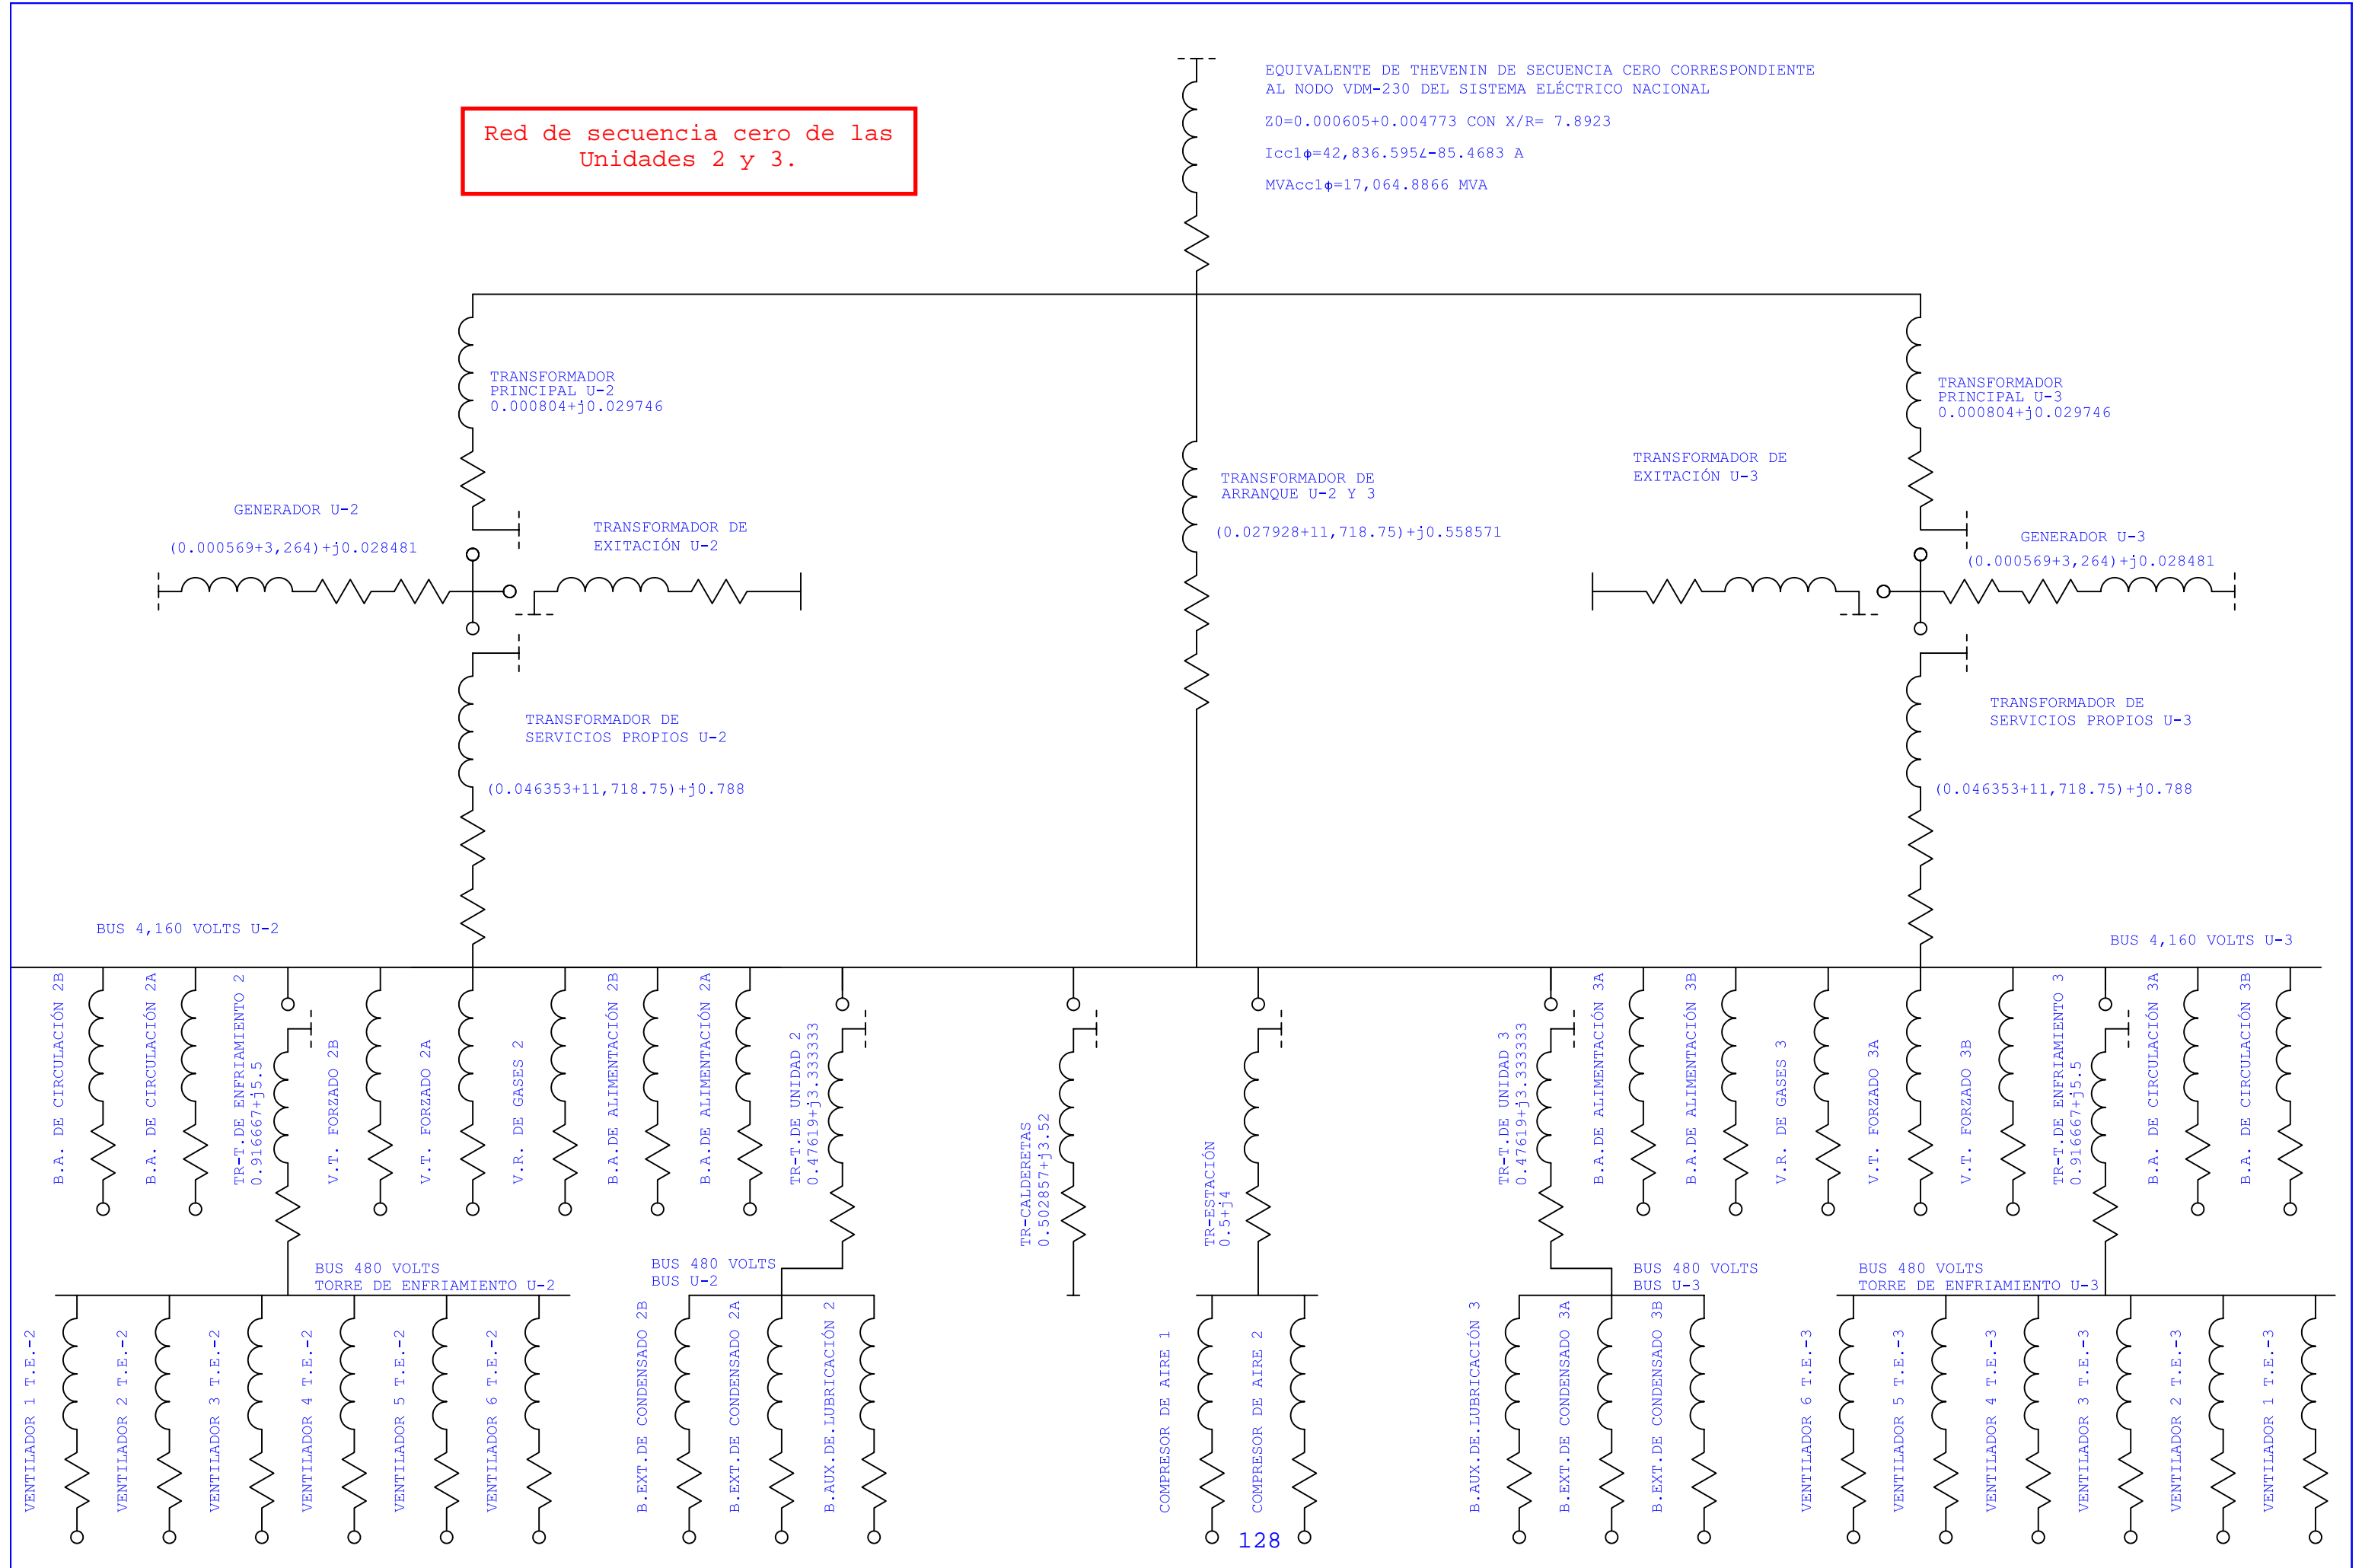 EQUIVALENTE DE THEVENIN DE SECUENCIA CERO CORRESPONDIENTE
AL NODO VDM-230 DEL SISTEMA ELÉCTRICO NACIONAL
Z0=0.000605+0.004773 CON X/R= 7.8923
Icc1ϕ=42,836.595∠-85.4683 A
MVAcc1ϕ=17,064.8866 MVA
Red de secuencia cero de las
Unidades 2 y 3.
TRANSFORMADOR
PRINCIPAL U-2
0.000804+j0.029746
TRANSFORMADOR
PRINCIPAL U-3
0.000804+j0.029746
GENERADOR U-2
(0.000569+3,264)+j0.028481
TRANSFORMADOR DE
EXITACIÓN U-2
TRANSFORMADOR DE
ARRANQUE U-2 Y 3
(0.027928+11,718.75)+j0.558571
TRANSFORMADOR DE
EXITACIÓN U-3
GENERADOR U-3
(0.000569+3,264)+j0.028481
TRANSFORMADOR DE
SERVICIOS PROPIOS U-2
(0.046353+11,718.75)+j0.788
TRANSFORMADOR DE
SERVICIOS PROPIOS U-3
(0.046353+11,718.75)+j0.788
BUS 4,160 VOLTS U-2
BUS 4,160 VOLTS U-3
B.A. DE CIRCULACIÓN 2B
B.A. DE CIRCULACIÓN 2A
TR-T.DE ENFRIAMIENTO 2
0.916667+j5.5
V.T. FORZADO 2B
V.T. FORZADO 2A
V.R. DE GASES 2
B.A.DE ALIMENTACIÓN 2B
B.A.DE ALIMENTACIÓN 2A
TR-T.DE UNIDAD 2
0.47619+j3.333333
TR-CALDERETAS
0.502857+j3.52
TR-ESTACIÓN
0.5+j4
TR-T.DE UNIDAD 3
0.47619+j3.333333
B.A.DE ALIMENTACIÓN 3A
B.A.DE ALIMENTACIÓN 3B
V.R. DE GASES 3
V.T. FORZADO 3A
V.T. FORZADO 3B
TR-T.DE ENFRIAMIENTO 3
0.916667+j5.5
B.A. DE CIRCULACIÓN 3A
B.A. DE CIRCULACIÓN 3B
BUS 480 VOLTS
TORRE DE ENFRIAMIENTO U-2
BUS 480 VOLTS
BUS U-2
BUS 480 VOLTS
BUS U-3
BUS 480 VOLTS
TORRE DE ENFRIAMIENTO U-3
VENTILADOR 1 T.E.-2
VENTILADOR 2 T.E.-2
VENTILADOR 3 T.E.-2
VENTILADOR 4 T.E.-2
VENTILADOR 5 T.E.-2
VENTILADOR 6 T.E.-2
B.EXT.DE CONDENSADO 2B
B.EXT.DE CONDENSADO 2A
B.AUX.DE.LUBRICACIÓN 2
COMPRESOR DE AIRE 1
COMPRESOR DE AIRE 2
B.AUX.DE.LUBRICACIÓN 3
B.EXT.DE CONDENSADO 3A
B.EXT.DE CONDENSADO 3B
VENTILADOR 6 T.E.-3
VENTILADOR 5 T.E.-3
VENTILADOR 4 T.E.-3
VENTILADOR 3 T.E.-3
VENTILADOR 2 T.E.-3
VENTILADOR 1 T.E.-3
128